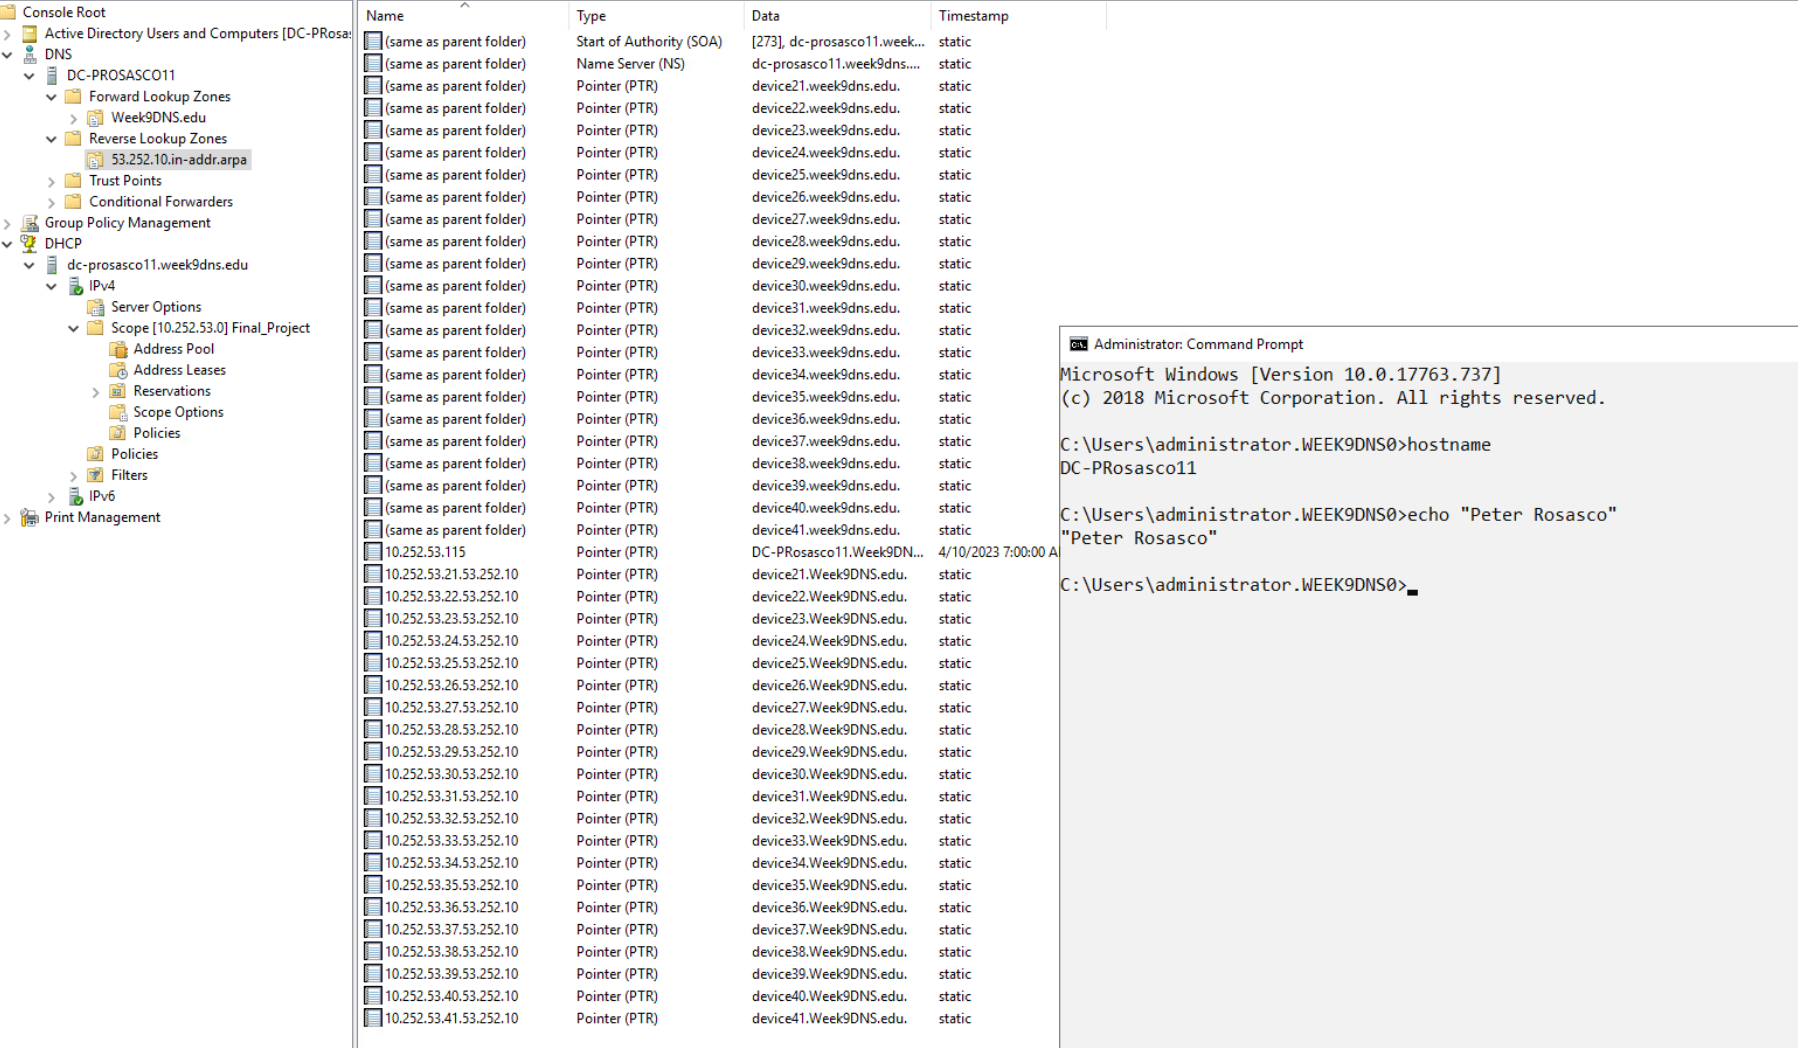 Console Root
Active Directory Users and Computers [DC-PRosas
DNS
DC-PROSASCO11
Forward Lookup Zones
Week9DNS.edu
Reverse Lookup Zones
53.252.10.in-addr.arpa
Trust Points
Conditional Forwarders
Group Policy Management
DHCP
dc-prosasco11.week9dns.edu
IPv4
Server Options
Scope [10.252.53.0] Final_Project
Address Pool
Address Leases
Reservations
Scope Options
Policies
Policies
Filters
IPv6
Print Management
Name Type Data Timestamp
(same as parent folder) Start of Authority (SOA) [273], dc-prosasco11.week... static
(same as parent folder) Name Server (NS) dc-prosasco11.week9dns.... static
(same as parent folder) Pointer (PTR) device21.week9dns.edu. static
(same as parent folder) Pointer (PTR) device22.week9dns.edu. static
(same as parent folder) Pointer (PTR) device23.week9dns.edu. static
(same as parent folder) Pointer (PTR) device24.week9dns.edu. static
(same as parent folder) Pointer (PTR) device25.week9dns.edu. static
(same as parent folder) Pointer (PTR) device26.week9dns.edu. static
(same as parent folder) Pointer (PTR) device27.week9dns.edu. static
(same as parent folder) Pointer (PTR) device28.week9dns.edu. static
(same as parent folder) Pointer (PTR) device29.week9dns.edu. static
(same as parent folder) Pointer (PTR) device30.week9dns.edu. static
(same as parent folder) Pointer (PTR) device31.week9dns.edu. static
(same as parent folder) Pointer (PTR) device32.week9dns.edu. static
(same as parent folder) Pointer (PTR) device33.week9dns.edu. static
(same as parent folder) Pointer (PTR) device34.week9dns.edu. static
(same as parent folder) Pointer (PTR) device35.week9dns.edu. static
(same as parent folder) Pointer (PTR) device36.week9dns.edu. static
(same as parent folder) Pointer (PTR) device37.week9dns.edu. static
(same as parent folder) Pointer (PTR) device38.week9dns.edu. static
(same as parent folder) Pointer (PTR) device39.week9dns.edu. static
(same as parent folder) Pointer (PTR) device40.week9dns.edu. static
(same as parent folder) Pointer (PTR) device41.week9dns.edu. static
10.252.53.115 Pointer (PTR) DC-PRosasco11.Week9DN... 4/10/2023 7:00:00 A
10.252.53.21.53.252.10 Pointer (PTR) device21.Week9DNS.edu. static
10.252.53.22.53.252.10 Pointer (PTR) device22.Week9DNS.edu. static
10.252.53.23.53.252.10 Pointer (PTR) device23.Week9DNS.edu. static
10.252.53.24.53.252.10 Pointer (PTR) device24.Week9DNS.edu. static
10.252.53.25.53.252.10 Pointer (PTR) device25.Week9DNS.edu. static
10.252.53.26.53.252.10 Pointer (PTR) device26.Week9DNS.edu. static
10.252.53.27.53.252.10 Pointer (PTR) device27.Week9DNS.edu. static
10.252.53.28.53.252.10 Pointer (PTR) device28.Week9DNS.edu. static
10.252.53.29.53.252.10 Pointer (PTR) device29.Week9DNS.edu. static
10.252.53.30.53.252.10 Pointer (PTR) device30.Week9DNS.edu. static
10.252.53.31.53.252.10 Pointer (PTR) device31.Week9DNS.edu. static
10.252.53.32.53.252.10 Pointer (PTR) device32.Week9DNS.edu. static
10.252.53.33.53.252.10 Pointer (PTR) device33.Week9DNS.edu. static
10.252.53.34.53.252.10 Pointer (PTR) device34.Week9DNS.edu. static
10.252.53.35.53.252.10 Pointer (PTR) device35.Week9DNS.edu. static
10.252.53.36.53.252.10 Pointer (PTR) device36.Week9DNS.edu. static
10.252.53.37.53.252.10 Pointer (PTR) device37.Week9DNS.edu. static
10.252.53.38.53.252.10 Pointer (PTR) device38.Week9DNS.edu. static
10.252.53.39.53.252.10 Pointer (PTR) device39.Week9DNS.edu. static
10.252.53.40.53.252.10 Pointer (PTR) device40.Week9DNS.edu. static
10.252.53.41.53.252.10 Pointer (PTR) device41.Week9DNS.edu. static
Administrator: Command Prompt
Microsoft Windows [Version 10.0.17763.737]
(c) 2018 Microsoft Corporation. All rights reserved.
C:\Users\administrator.WEEK9DNS0>hostname
DC-PRosasco11
C:\Users\administrator.WEEK9DNS0>echo "Peter Rosasco"
"Peter Rosasco"
C:\Users\administrator.WEEK9DNS0>